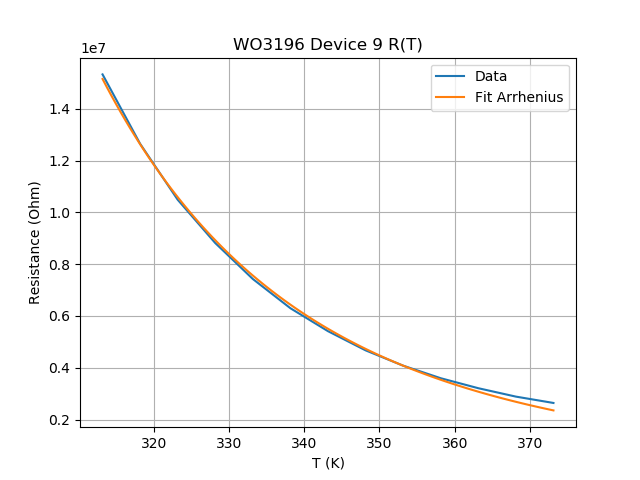 WO3196 Device 9 R(T)
1e7
Data
Fit Arrhenius
1.4
1.2
1.0
0.8
0.6
0.4
0.2
Resistance (Ohm)
320 330 340 350 360 370
T (K)